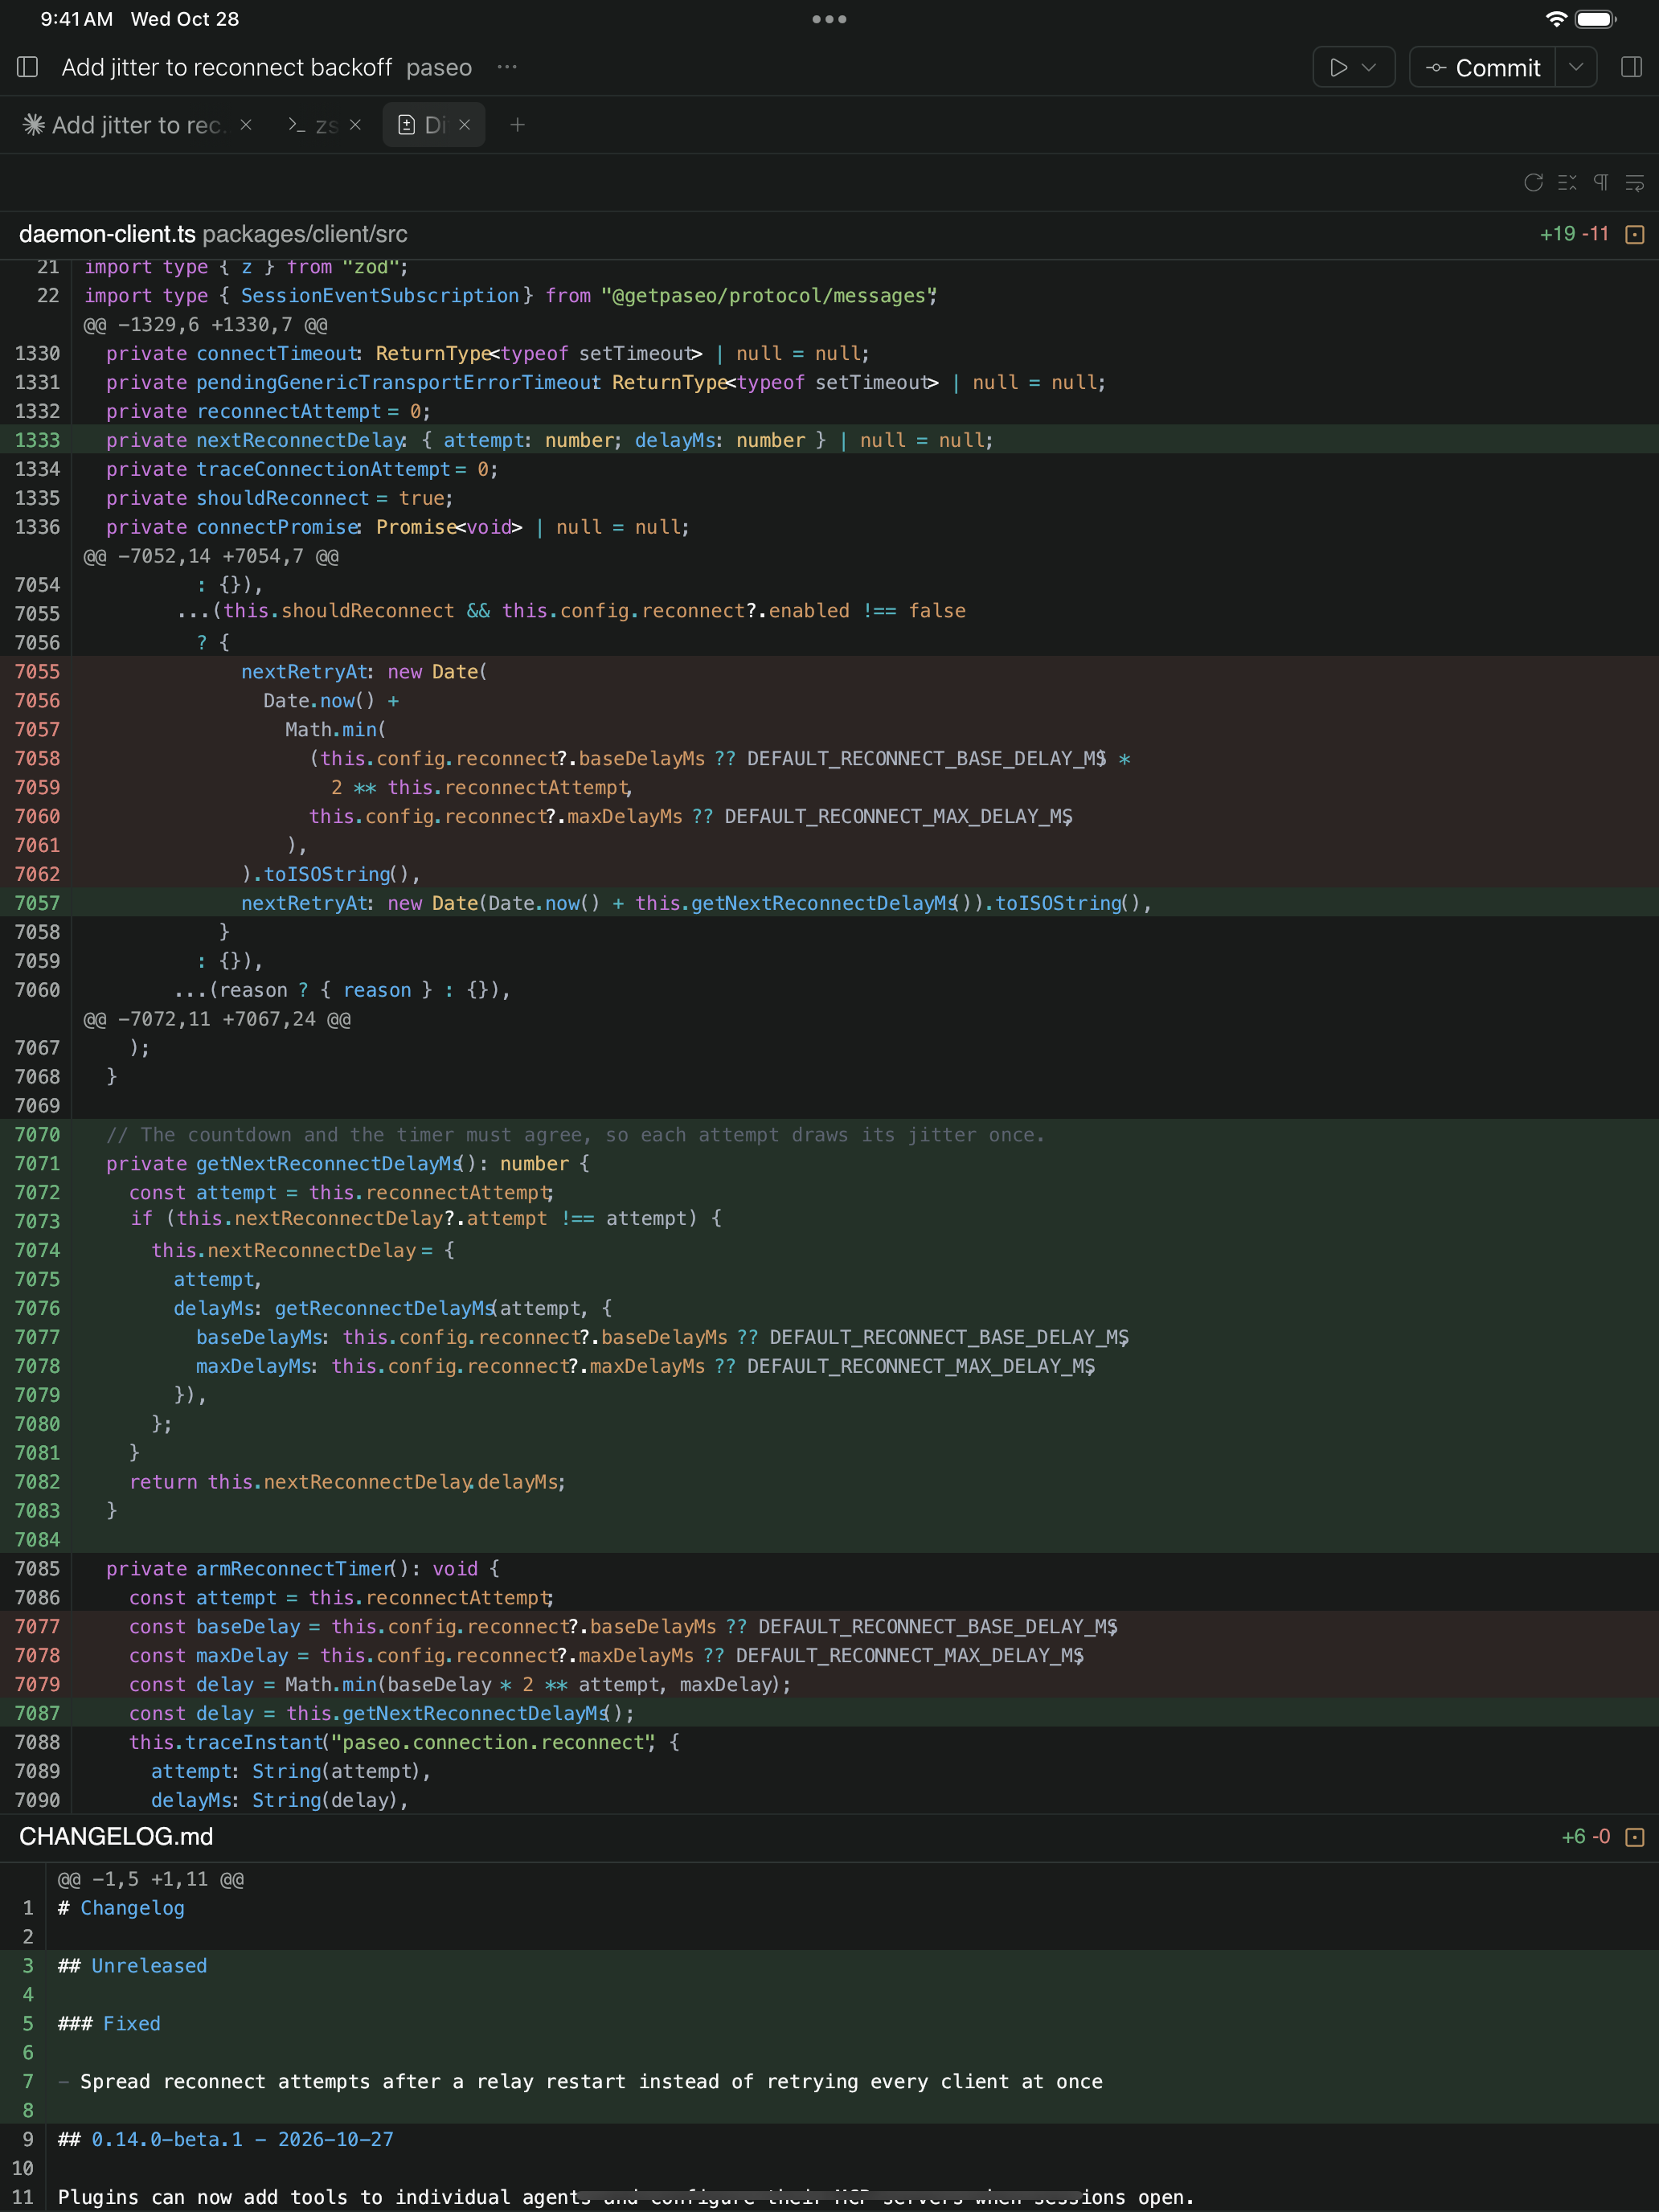 9:41 AM Wed Oct 28
Add jitter to reconnect backoff paseo ···
Commit
Add jitter to rec.
zs
Di
daemon-client.ts packages/client/src +19 -11
21 import type { z } from "zod";
22 import type { SessionEventSubscription } from "@getpaseo/protocol/messages";
@@ -1329,6 +1330,7 @@
1330 private connectTimeout: ReturnType<typeof setTimeout> | null = null;
1331 private pendingGenericTransportErrorTimeout: ReturnType<typeof setTimeout> | null = null;
1332 private reconnectAttempt = 0;
1333 private nextReconnectDelay: { attempt: number; delayMs: number } | null = null;
1334 private traceConnectionAttempt = 0;
1335 private shouldReconnect = true;
1336 private connectPromise: Promise<void> | null = null;
@@ -7052,14 +7054,7 @@
7054 : {}),
7055 ...(this.shouldReconnect && this.config.reconnect?.enabled !== false
7056 ? {
7055 nextRetryAt: new Date(
7056 Date.now() +
7057 Math.min(
7058 (this.config.reconnect?.baseDelayMs ?? DEFAULT_RECONNECT_BASE_DELAY_MS) *
7059 2 ** this.reconnectAttempt,
7060 this.config.reconnect?.maxDelayMs ?? DEFAULT_RECONNECT_MAX_DELAY_MS,
7061 ),
7062 ).toISOString(),
7057 nextRetryAt: new Date(Date.now() + this.getNextReconnectDelayMs()).toISOString(),
7058 }
7059 : {}),
7060 ...(reason ? { reason } : {}),
@@ -7072,11 +7067,24 @@
7067 );
7068 }
7069
7070 // The countdown and the timer must agree, so each attempt draws its jitter once.
7071 private getNextReconnectDelayMs(): number {
7072 const attempt = this.reconnectAttempt;
7073 if (this.nextReconnectDelay?.attempt !== attempt) {
7074 this.nextReconnectDelay = {
7075 attempt,
7076 delayMs: getReconnectDelayMs(attempt, {
7077 baseDelayMs: this.config.reconnect?.baseDelayMs ?? DEFAULT_RECONNECT_BASE_DELAY_MS,
7078 maxDelayMs: this.config.reconnect?.maxDelayMs ?? DEFAULT_RECONNECT_MAX_DELAY_MS,
7079 }),
7080 };
7081 }
7082 return this.nextReconnectDelay.delayMs;
7083 }
7084
7085 private armReconnectTimer(): void {
7086 const attempt = this.reconnectAttempt;
7077 const baseDelay = this.config.reconnect?.baseDelayMs ?? DEFAULT_RECONNECT_BASE_DELAY_MS;
7078 const maxDelay = this.config.reconnect?.maxDelayMs ?? DEFAULT_RECONNECT_MAX_DELAY_MS;
7079 const delay = Math.min(baseDelay * 2 ** attempt, maxDelay);
7087 const delay = this.getNextReconnectDelayMs();
7088 this.traceInstant("paseo.connection.reconnect", {
7089 attempt: String(attempt),
7090 delayMs: String(delay),
CHANGELOG.md +6 -0
@@ -1,5 +1,11 @@
1 # Changelog
2
3 ## Unreleased
4
5 ### Fixed
6
7 - Spread reconnect attempts after a relay restart instead of retrying every client at once
8
9 ## 0.14.0-beta.1 - 2026-10-27
10
11 Plugins can now add tools to individual agents and configure their MCP servers when sessions open.